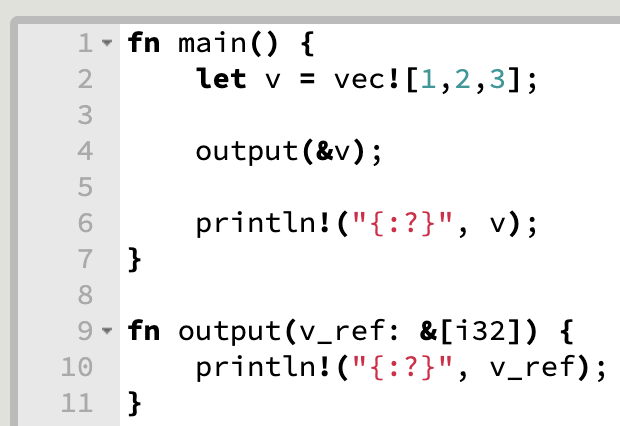 1 fn main() {
2     let v = vec![1,2,3];
3
4     output(&v);
5
6     println!("{:?}", v);
7 }
8
9 fn output(v_ref: &[i32]) {
10     println!("{:?}", v_ref);
11 }